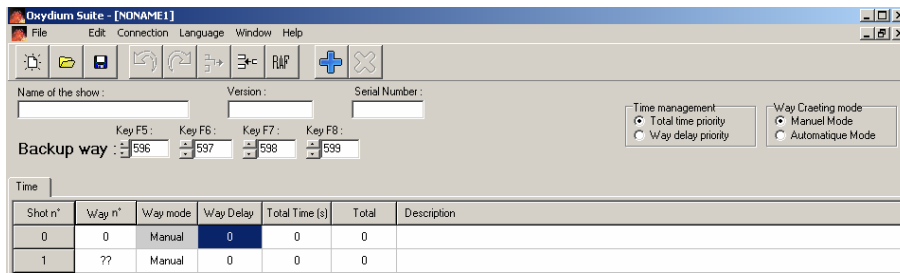 Oxydium Suite - [NONAME1]
File Edit Connection Language Window Help
RAF
Name of the show : Version : Serial Number :
Time management Way Craeting mode
Total time priority Manuel Mode
Way delay priority Automatique Mode
Key F5 : Key F6 : Key F7 : Key F8 :
Backup way : 596 597 598 599
Time
Shot n° Way n° Way mode Way Delay Total Time (s) Total Description
0 0 Manual 0 0 0
1 ?? Manual 0 0 0